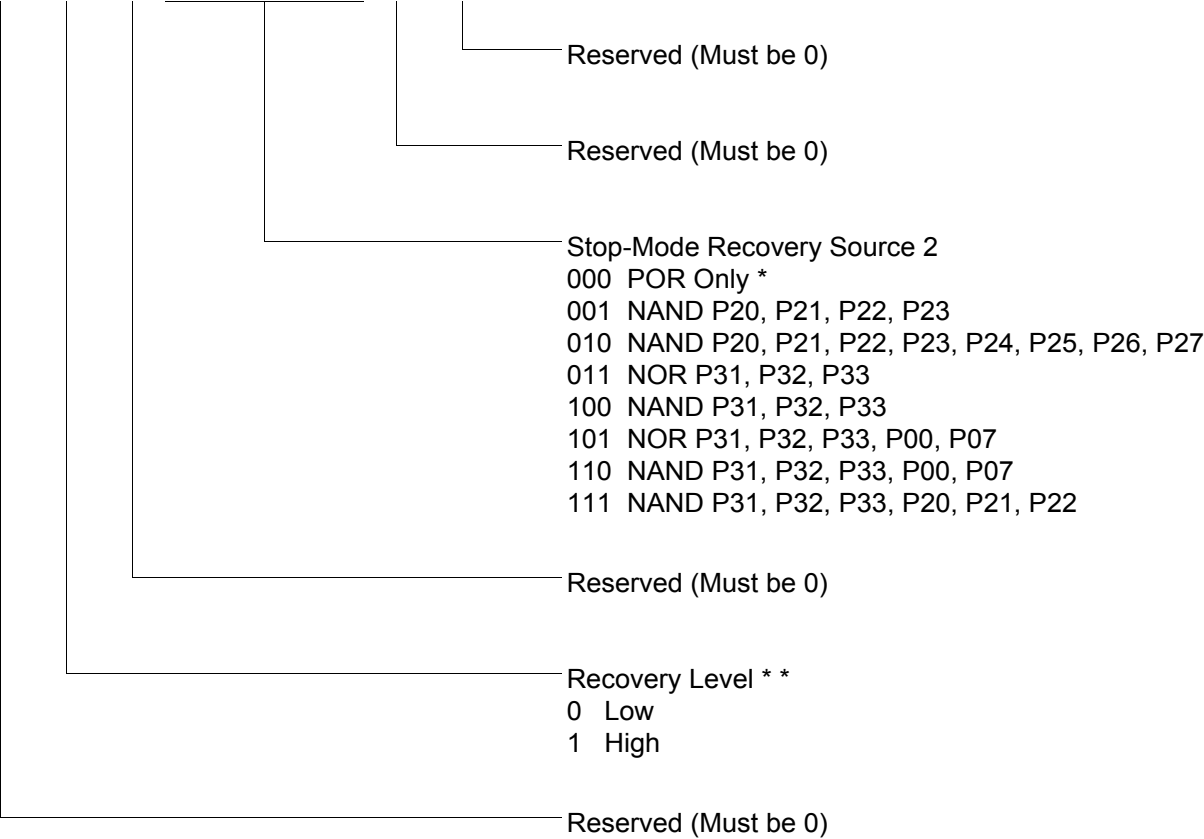 Reserved (Must be 0)
Reserved (Must be 0)
Stop-Mode Recovery Source 2
000 POR Only *
001 NAND P20, P21, P22, P23
010 NAND P20, P21, P22, P23, P24, P25, P26, P27
011 NOR P31, P32, P33
100 NAND P31, P32, P33
101 NOR P31, P32, P33, P00, P07
110 NAND P31, P32, P33, P00, P07
111 NAND P31, P32, P33, P20, P21, P22
Reserved (Must be 0)
Recovery Level * *
0 Low
1 High
Reserved (Must be 0)